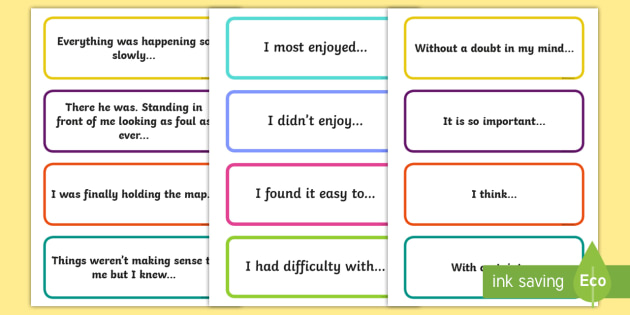 Everything was happening so
slowly...
There he was. Standing in
front of me looking as foul as
ever...
I was finally holding the map.
Things weren't making sense t
me but I knew...
I most enjoyed...
I didn't enjoy...
I found it easy to...
I had difficulty with...
Without a doubt in my mind...
It is so important...
I think...
With
ink saving
Eco